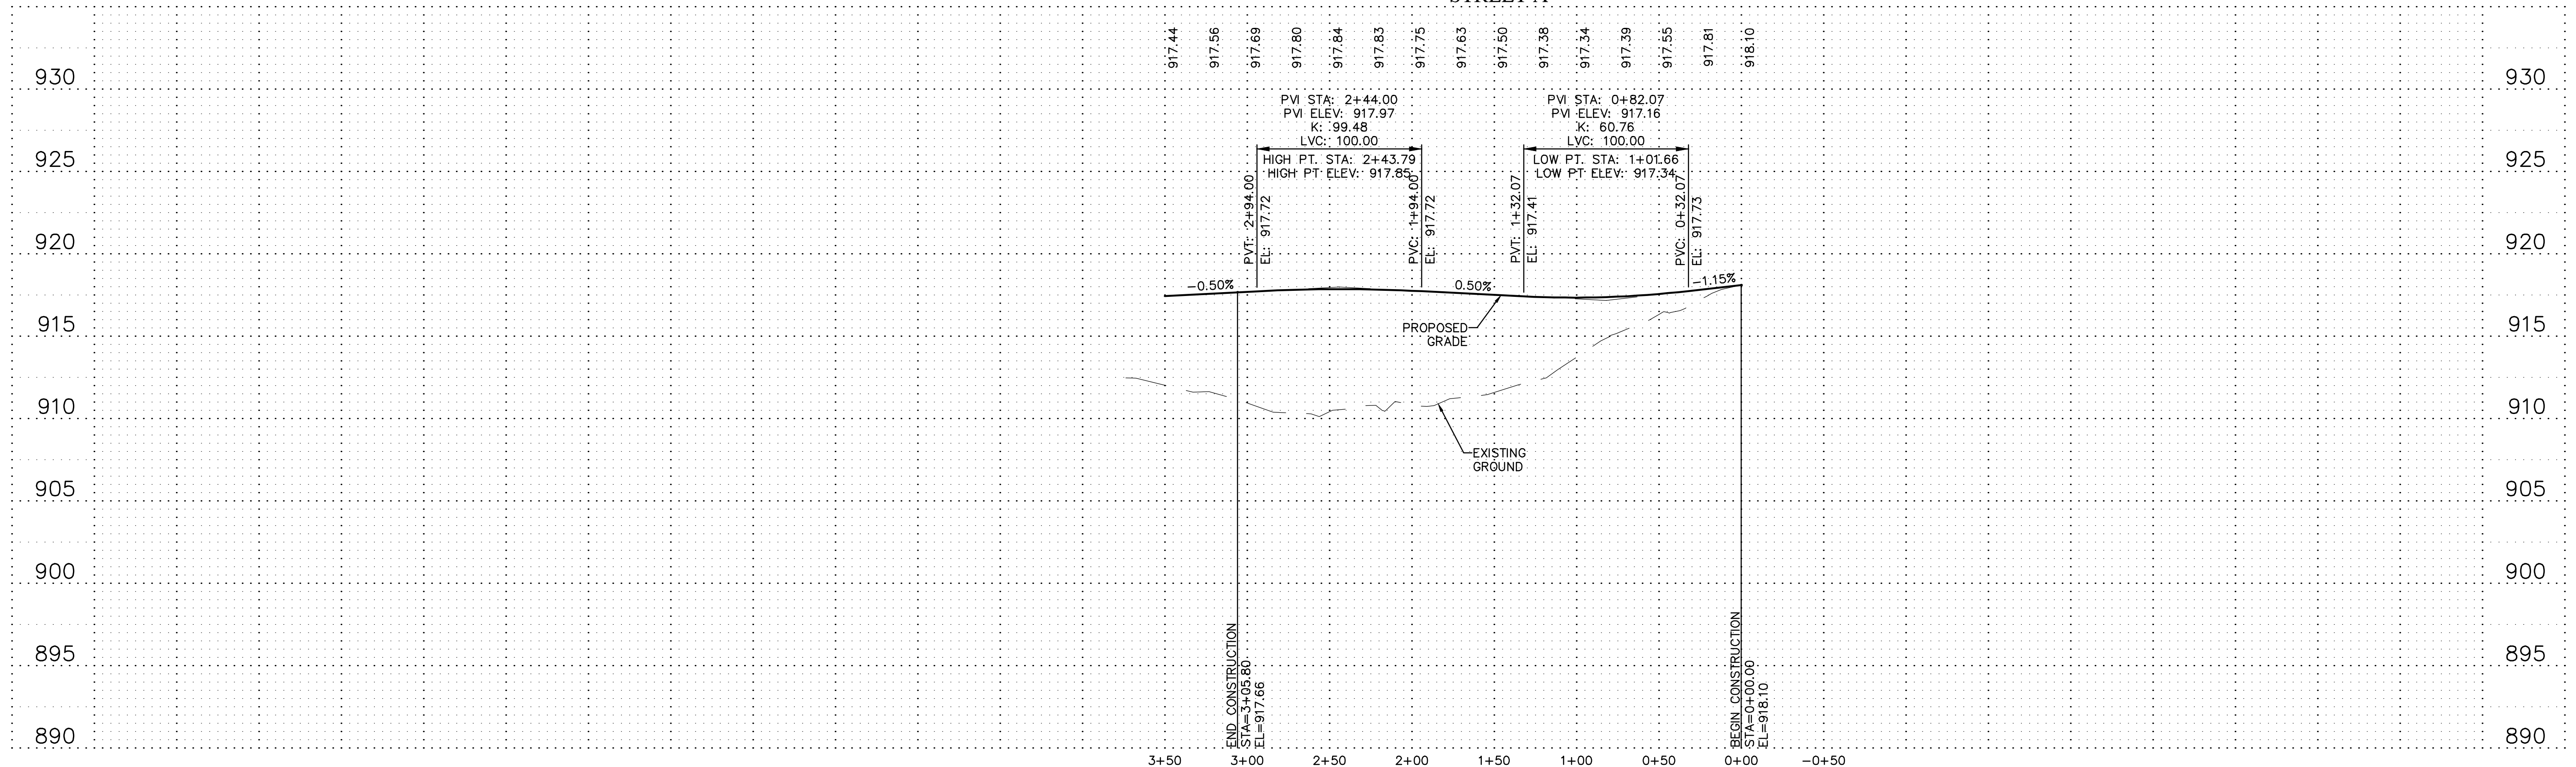 917.44 917.56 917.69 917.80 917.84 917.83 917.75 917.63 917.50 917.38 917.34 917.39 917.55 917.81 918.10
930 930
PVI STA: 2+44.00
PVI ELEV: 917.97
K: 99.48
LVC: 100.00
HIGH PT. STA: 2+43.79
HIGH PT ELEV: 917.85
PVI STA: 0+82.07
PVI ELEV: 917.16
K: 60.76
LVC: 100.00
LOW PT. STA: 1+01.66
LOW PT ELEV: 917.34
925 925
PVT: 2+94.00
EL: 917.72
PVC: 1+94.00
EL: 917.72
PVT: 1+32.07
EL: 917.41
PVC: 0+32.07
EL: 917.73
920 920
-0.50% 0.50% -1.15%
915 915
PROPOSED
GRADE
910 910
EXISTING
GROUND
905 905
900 900
895 895
END CONSTRUCTION
STA=3+05.80
EL=917.66
BEGIN CONSTRUCTION
STA=0+00.00
EL=918.10
890 890
3+50 3+00 2+50 2+00 1+50 1+00 0+50 0+00 -0+50